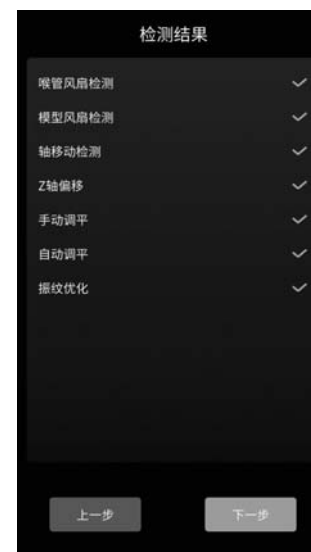 检测结果
喉管风扇检测
模型风扇检测
轴移动检测
Z轴偏移
手动调平
自动调平
振纹优化
上一步
下一步